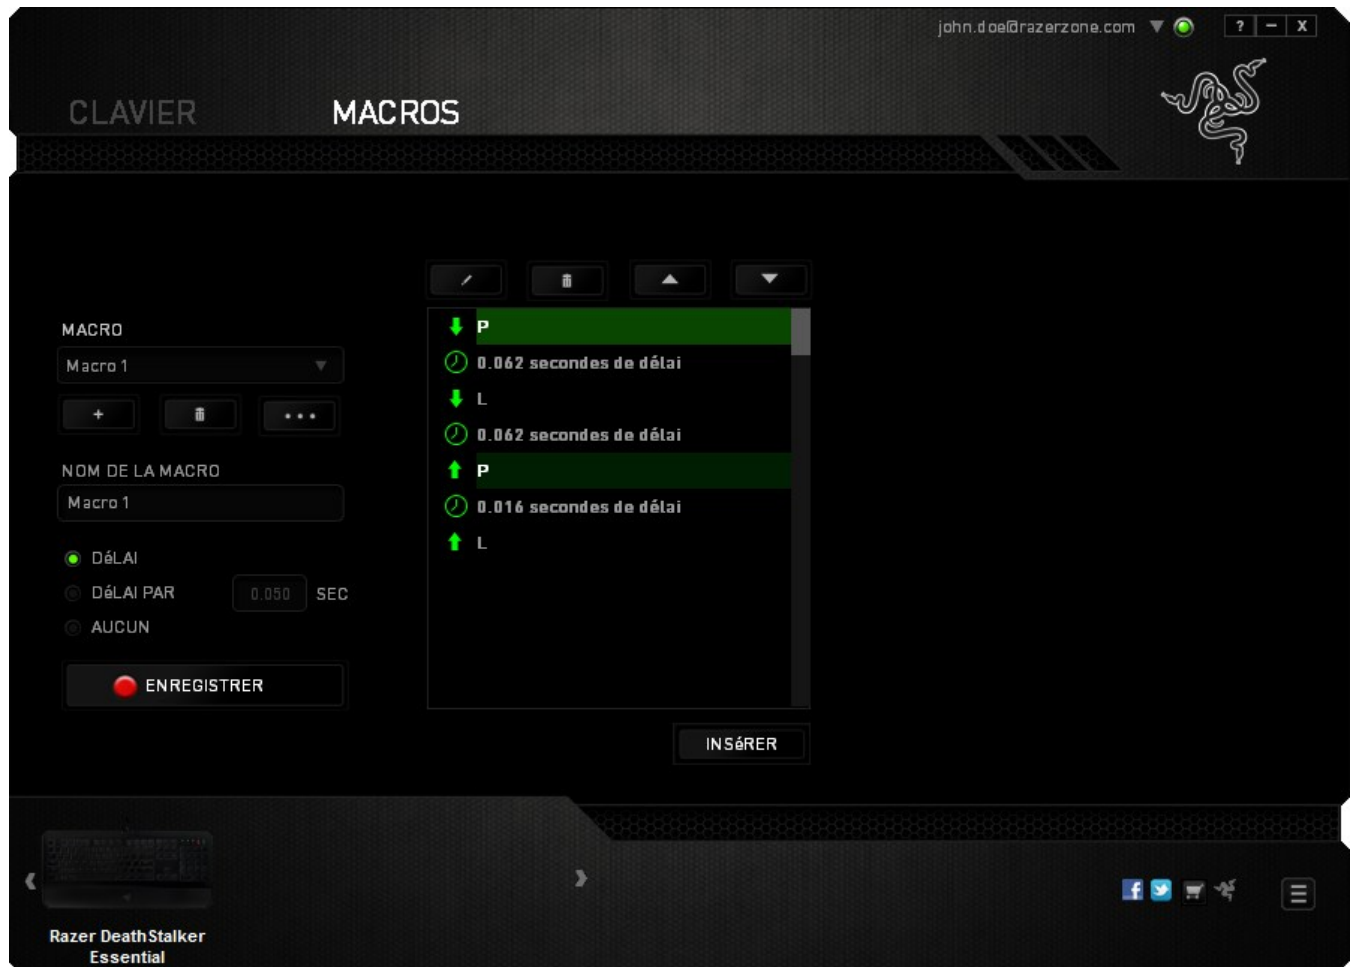 john.doe@razerzone.com
? – X
CLAVIER MACROS
MACRO
Macro 1
+
NOM DE LA MACRO
Macro 1
DéLAI
DéLAI PAR 0.050 SEC
AUCUN
ENREGISTRER
P
0.062 secondes de délai
L
0.062 secondes de délai
P
0.016 secondes de délai
L
INSéRER
Razer DeathStalker
Essential